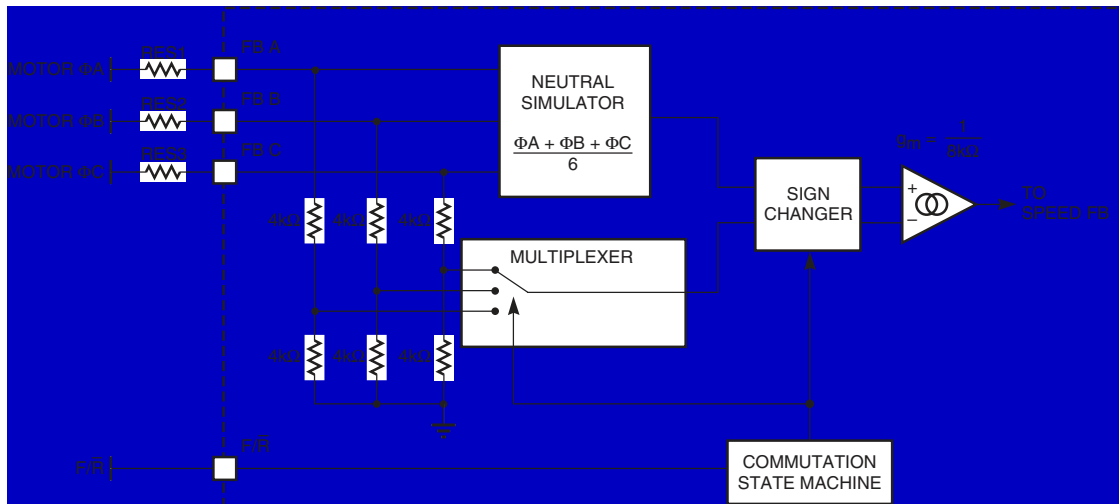 MOTOR ΦA
RES1
FB A
MOTOR ΦB
RES2
FB B
MOTOR ΦC
RES3
FB C
NEUTRAL
SIMULATOR
ΦA + ΦB + ΦC
6
4kΩ
4kΩ
4kΩ
MULTIPLEXER
SIGN
CHANGER
gm = 1
8kΩ
+
–
TO
SPEED FB
4kΩ
4kΩ
4kΩ
F/R̅
F/R̅
COMMUTATION
STATE MACHINE